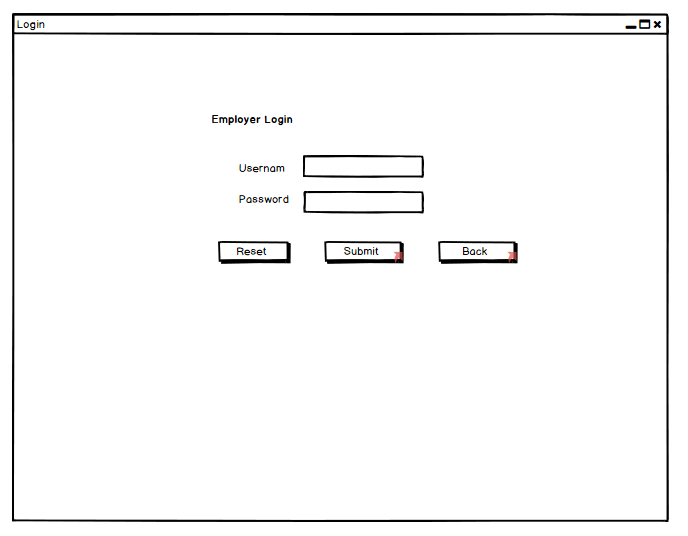 Login
Employer Login
Usernam
Password
Reset Submit Back